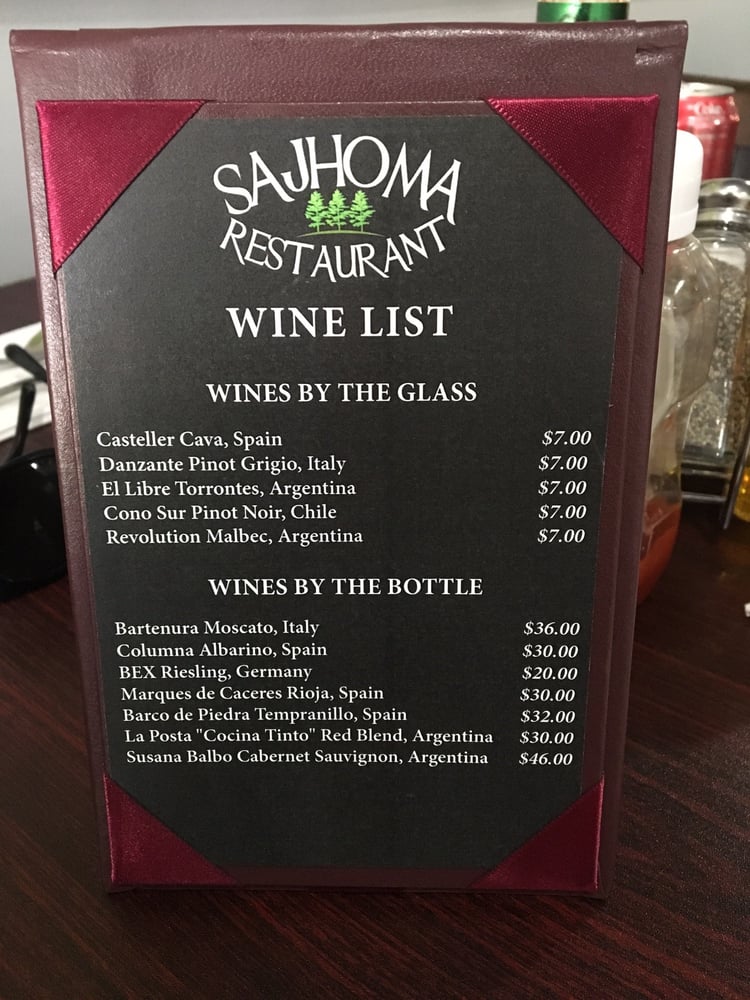 SAJHOMA
RESTAURANT
WINE LIST
WINES BY THE GLASS
Casteller Cava, Spain $7.00
Danzante Pinot Grigio, Italy $7.00
El Libre Torrontes, Argentina $7.00
Cono Sur Pinot Noir, Chile $7.00
Revolution Malbec, Argentina $7.00
WINES BY THE BOTTLE
Bartenura Moscato, Italy $36.00
Columna Albarino, Spain $30.00
BEX Riesling, Germany $20.00
Marques de Caceres Rioja, Spain $30.00
Barco de Piedra Tempranillo, Spain $32.00
La Posta "Cocina Tinto" Red Blend, Argentina $30.00
Susana Balbo Cabernet Sauvignon, Argentina $46.00